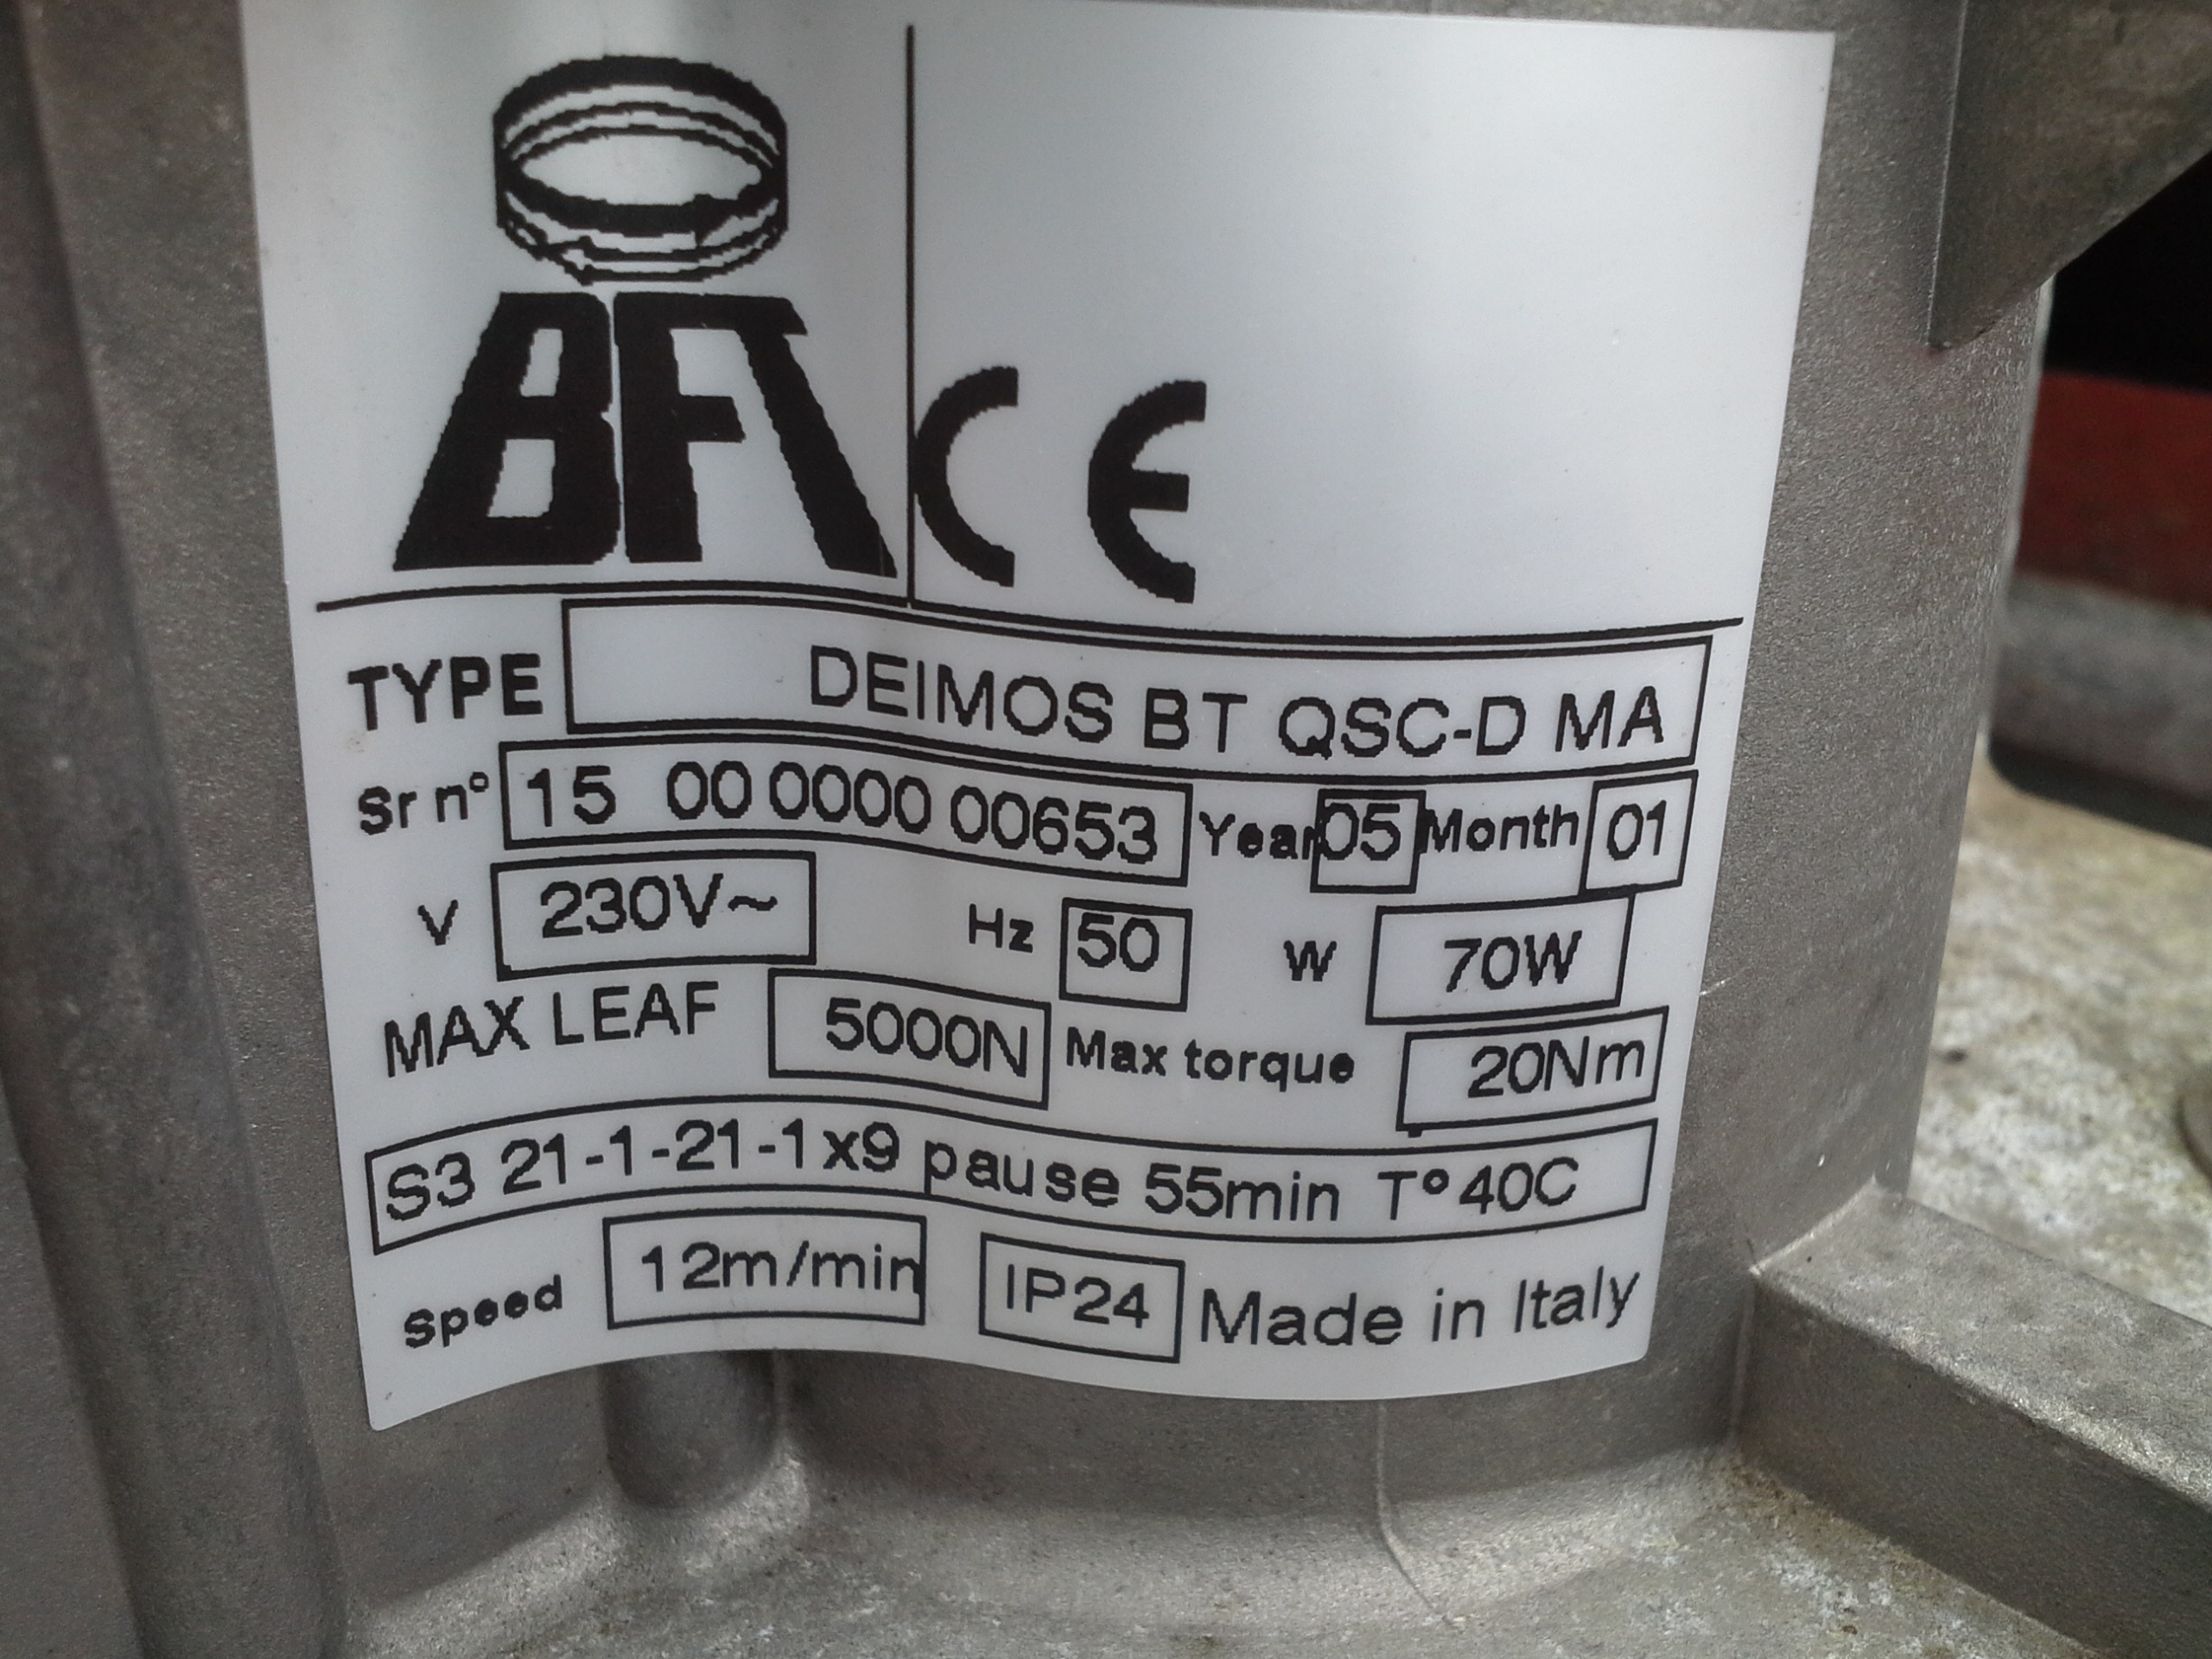 BFT
CE
TYPE DEIMOS BT QSC-D MA
Sr n° 15 00 0000 00653 Year 05 Month 01
V 230V~ Hz 50 W 70W
MAX LEAF 5000N Max torque 20Nm
S3 21-1-21-1x9 pause 55min T° 40C
Speed 12m/min IP24 Made in Italy